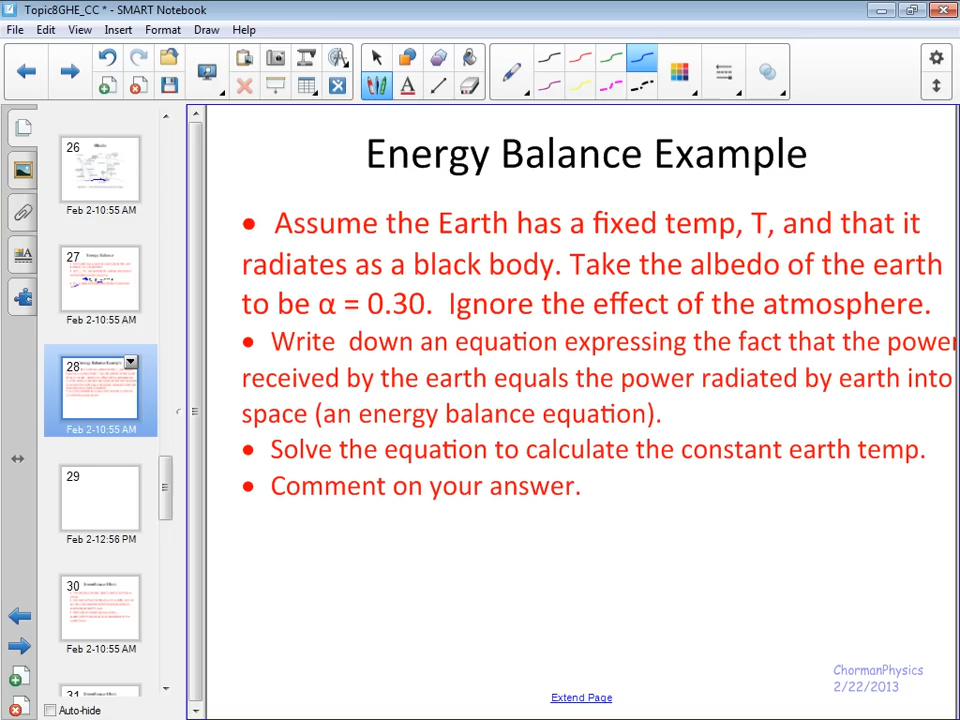 Topic8GHE_CC * - SMART Notebook
File Edit View Insert Format Draw Help
26
Feb 2-10:55 AM
27
Feb 2-10:55 AM
28
Feb 2-10:55 AM
29
Feb 2-12:56 PM
30
Feb 2-10:55 AM
31
Auto-hide
Energy Balance Example
• Assume the Earth has a fixed temp, T, and that it
radiates as a black body. Take the albedo of the earth
to be α = 0.30. Ignore the effect of the atmosphere.
• Write down an equation expressing the fact that the power
received by the earth equals the power radiated by earth into
space (an energy balance equation).
• Solve the equation to calculate the constant earth temp.
• Comment on your answer.
ChormanPhysics
2/22/2013
Extend Page